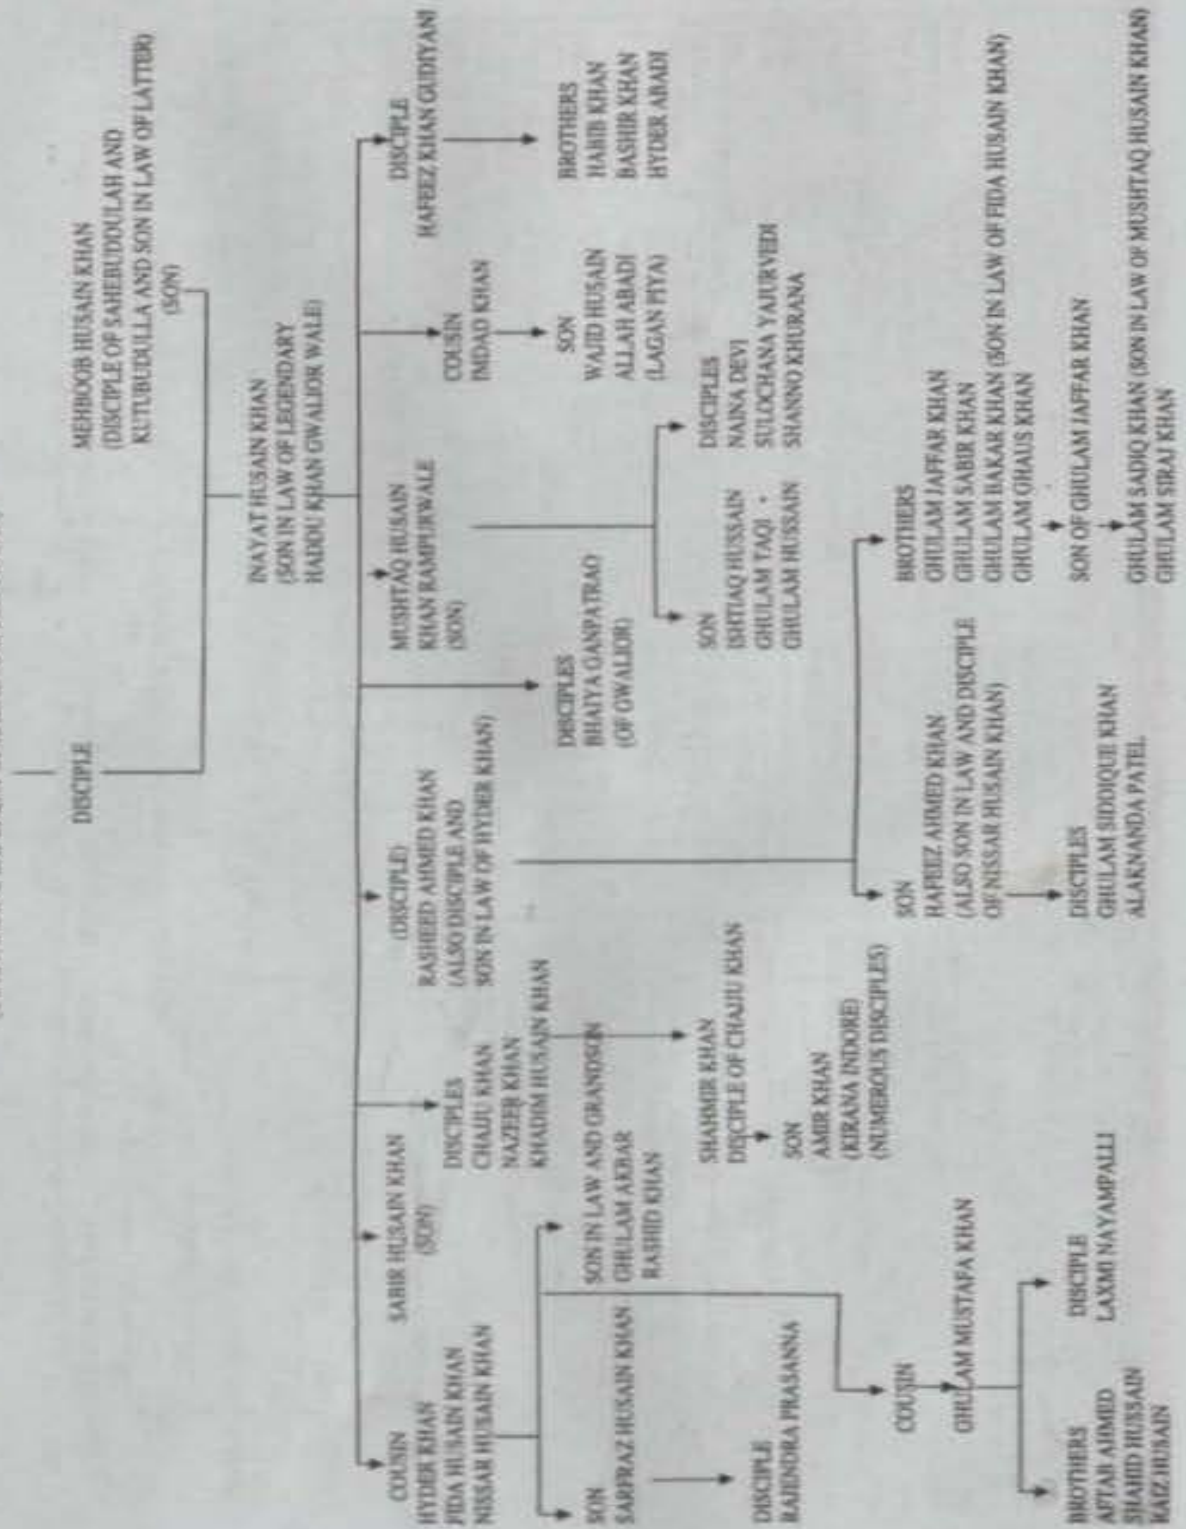 DISCIPLE
MEHBOOB HUSAIN KHAN
(DISCIPLE OF SAHEBUDDULAH AND
KUTUBUDULLA AND SON IN LAW OF LATTER)
(SON)
INAYAT HUSAIN KHAN
(SON IN LAW OF LEGENDARY
HADDU KHAN GWALIOR WALE)
COUSIN
HYDER KHAN
FIDA HUSAIN KHAN
NISSAR HUSAIN KHAN
SABIR HUSAIN KHAN
(SON)
DISCIPLES
CHAJJU KHAN
NAZEER KHAN
KHADIM HUSAIN KHAN
(DISCIPLE)
RASHEED AHMED KHAN
(ALSO DISCIPLE AND
SON IN LAW OF HYDER KHAN)
DISCIPLES
BHAIYA GANPATRAO
(OF GWALIOR)
MUSHTAQ HUSAIN
KHAN RAMPURWALE
(SON)
COUSIN
IMDAD KHAN
DISCIPLE
HAFEEZ KHAN GUDIYANI
SON
SARFRAZ HUSAIN KHAN
SON IN LAW AND GRANDSON
GHULAM AKBAR
RASHID KHAN
SON
WAJID HUSAIN
ALLAH ABADI
(LAGAN PIYA)
BROTHERS
HABIB KHAN
BASHIR KHAN
HYDER ABADI
DISCIPLE
RAJENDRA PRASANNA
SHAHMIR KHAN
DISCIPLE OF CHAJJU KHAN
SON
AMIR KHAN
(KIRANA INDORE)
(NUMEROUS DISCIPLES)
SON
ISHTIAQ HUSSAIN
GHULAM TAQI
GHULAM HUSSAIN
DISCIPLES
NAINA DEVI
SULOCHANA YAJURVEDI
SHANNO KHURANA
COUSIN
GHULAM MUSTAFA KHAN
SON
HAFEEZ AHMED KHAN
(ALSO SON IN LAW AND DISCIPLE
OF NISSAR HUSAIN KHAN)
BROTHERS
GHULAM JAFFAR KHAN
GHULAM SABIR KHAN
GHULAM BAKAR KHAN (SON IN LAW OF FIDA HUSAIN KHAN)
GHULAM GHAUS KHAN
BROTHERS
AFTAB AHMED
SHAHID HUSSAIN
KAIZ HUSAIN
DISCIPLE
LAXMI NAYAMPALLI
DISCIPLES
GHULAM SIDDIQUE KHAN
ALAKNANDA PATEL
SON OF GHULAM JAFFAR KHAN
GHULAM SADIQ KHAN (SON IN LAW OF MUSHTAQ HUSAIN KHAN)
GHULAM SIRAJ KHAN